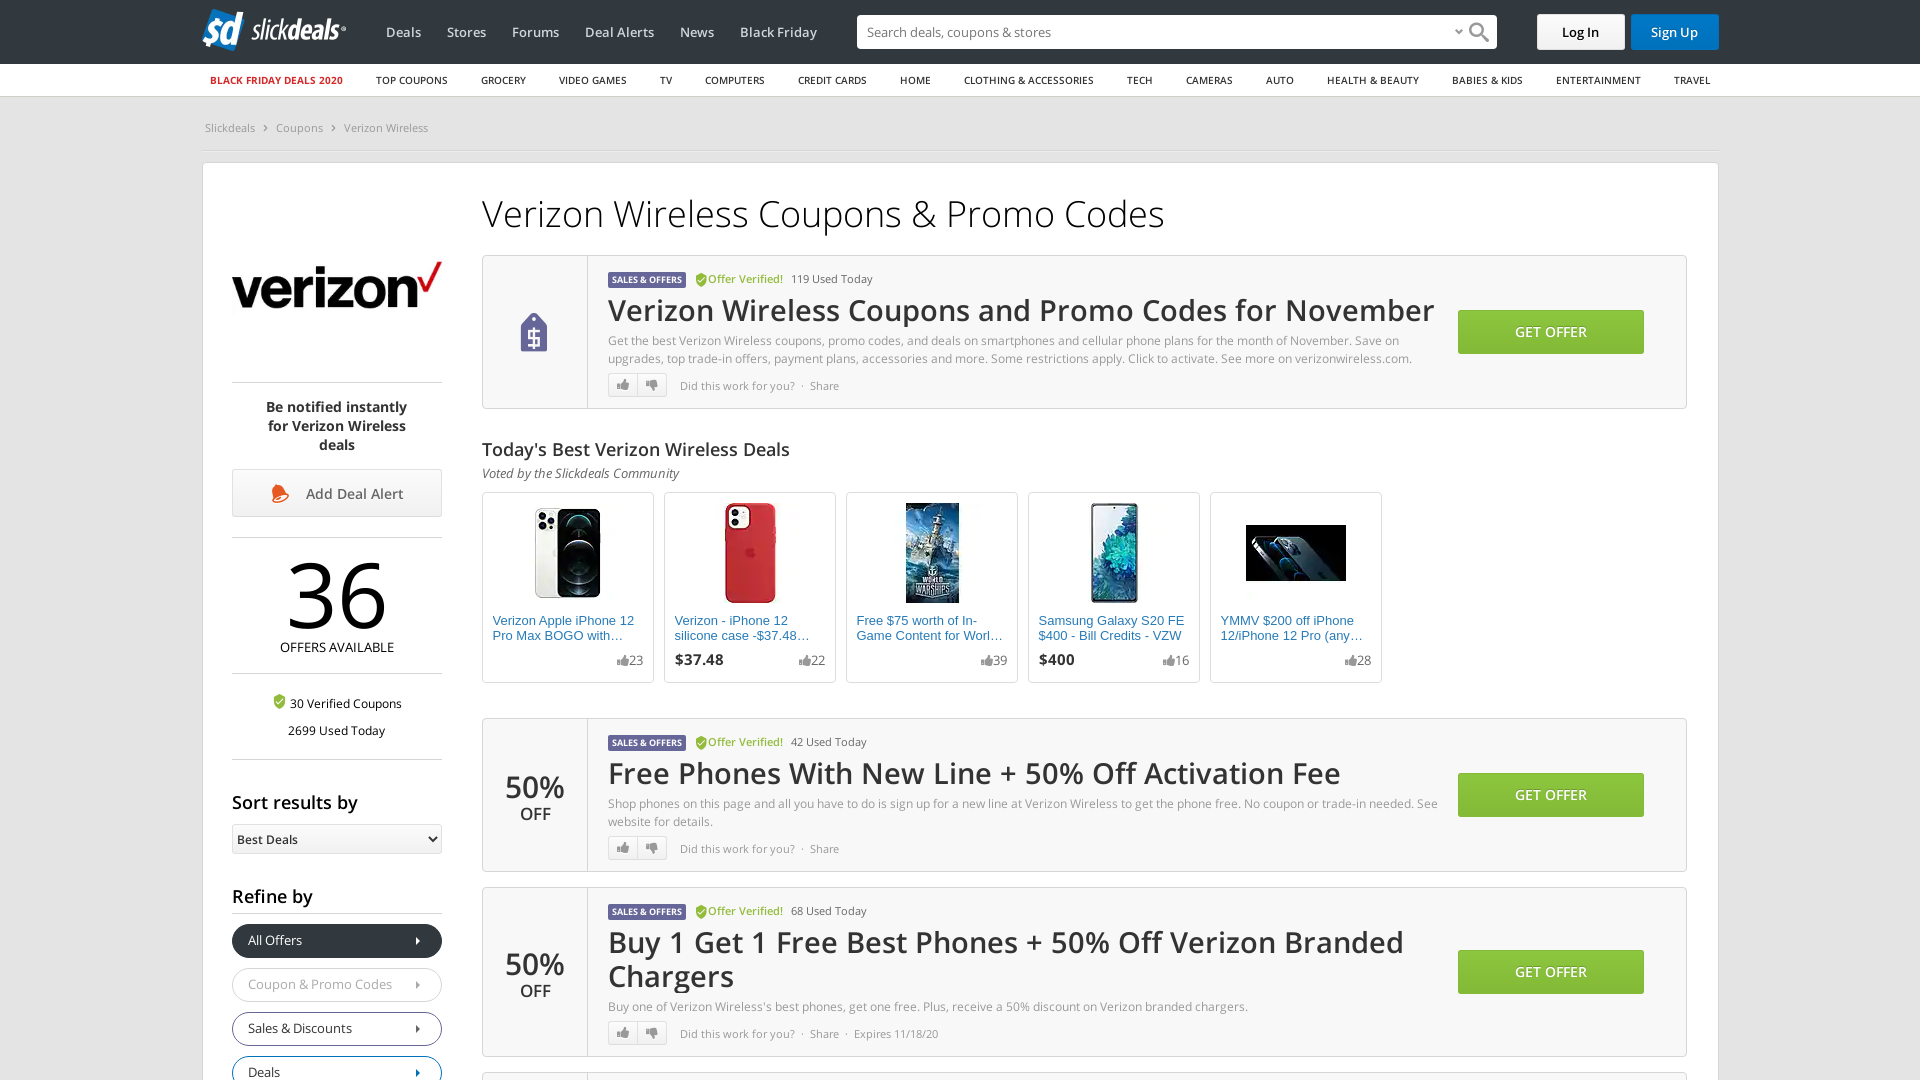 sd slickdeals
Deals
Stores
Forums
Deal Alerts
News
Black Friday
Search deals, coupons & stores
Log In
Sign Up
BLACK FRIDAY DEALS 2020
TOP COUPONS
GROCERY
VIDEO GAMES
TV
COMPUTERS
CREDIT CARDS
HOME
CLOTHING & ACCESSORIES
TECH
CAMERAS
AUTO
HEALTH & BEAUTY
BABIES & KIDS
ENTERTAINMENT
TRAVEL
Slickdeals > Coupons > Verizon Wireless
verizon
Be notified instantly
for Verizon Wireless
deals
Add Deal Alert
36
OFFERS AVAILABLE
30 Verified Coupons
2699 Used Today
Sort results by
Best Deals
Refine by
All Offers
Coupon & Promo Codes
Sales & Discounts
Deals
Verizon Wireless Coupons & Promo Codes
SALES & OFFERS Offer Verified! 119 Used Today
Verizon Wireless Coupons and Promo Codes for November
Get the best Verizon Wireless coupons, promo codes, and deals on smartphones and cellular phone plans for the month of November. Save on
upgrades, top trade-in offers, payment plans, accessories and more. Some restrictions apply. Click to activate. See more on verizonwireless.com.
Did this work for you? · Share
GET OFFER
Today's Best Verizon Wireless Deals
Voted by the Slickdeals Community
Verizon Apple iPhone 12
Pro Max BOGO with…
23
Verizon - iPhone 12
silicone case -$37.48…
$37.48
22
WORLD OF
WARSHIPS
Free $75 worth of In-
Game Content for Worl…
39
Samsung Galaxy S20 FE
$400 - Bill Credits - VZW
$400
16
YMMV $200 off iPhone
12/iPhone 12 Pro (any…
28
50%
OFF
SALES & OFFERS Offer Verified! 42 Used Today
Free Phones With New Line + 50% Off Activation Fee
Shop phones on this page and all you have to do is sign up for a new line at Verizon Wireless to get the phone free. No coupon or trade-in needed. See
website for details.
Did this work for you? · Share
GET OFFER
50%
OFF
SALES & OFFERS Offer Verified! 68 Used Today
Buy 1 Get 1 Free Best Phones + 50% Off Verizon Branded
Chargers
Buy one of Verizon Wireless's best phones, get one free. Plus, receive a 50% discount on Verizon branded chargers.
Did this work for you? · Share · Expires 11/18/20
GET OFFER